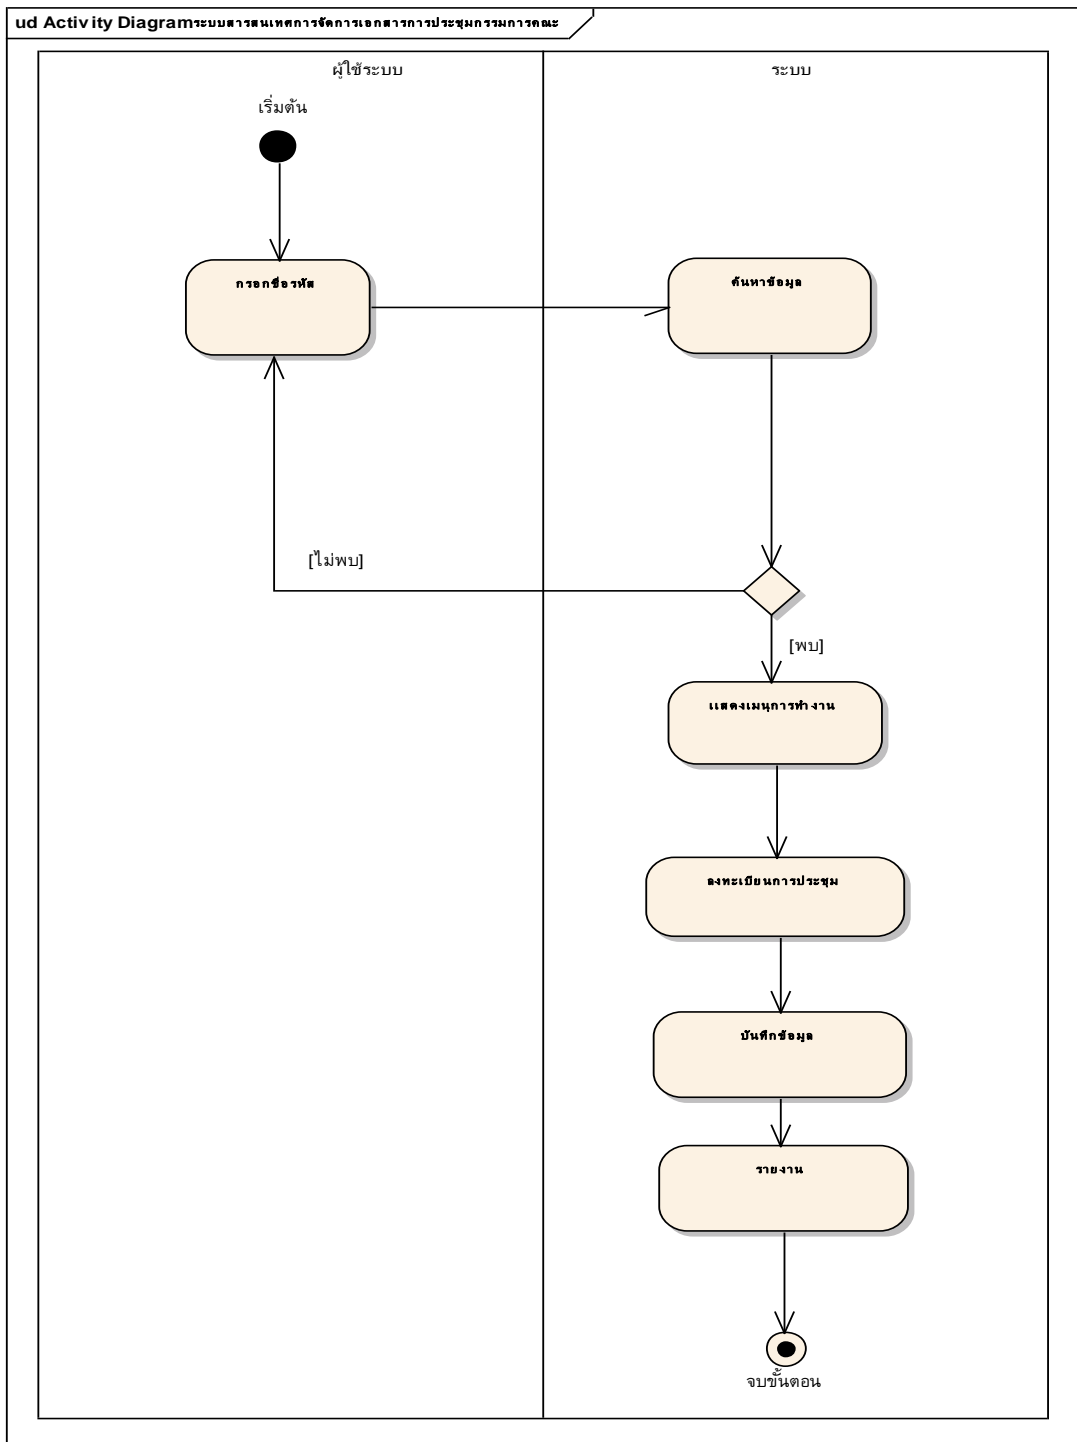 ud Activity Diagramระบบสารสนเทศการจัดการเอกสารการประชุมกรรมการคณะ
ผู้ใช้ระบบ
ระบบ
เริ่มต้น
กรอกชื่อรหัส
ค้นหาข้อมูล
[ไม่พบ]
[พบ]
แสดงเมนูการทำงาน
ลงทะเบียนการประชุม
บันทึกข้อมูล
รายงาน
จบขั้นตอน